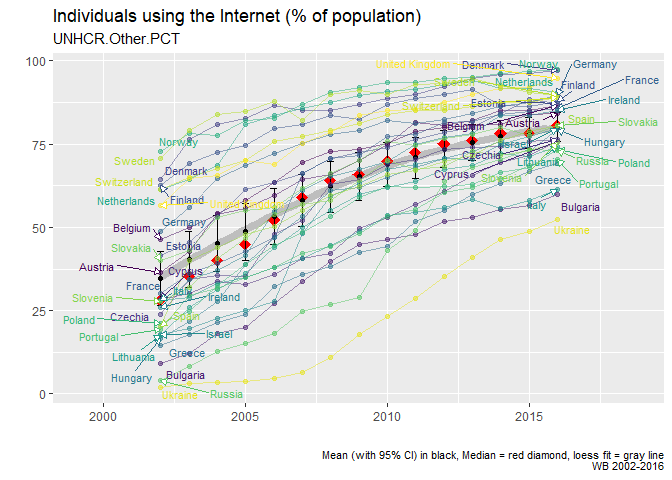 Individuals using the Internet (% of population)
UNHCR.Other.PCT
100
75
50
25
0
United Kingdom
Denmark
Norway
Germany
Finland
France
Netherlands
Estonia
Ireland
Switzerland
Belgium
Austria
Spain
Slovakia
Israel
Hungary
Czechia
Lithuania
Russia
Poland
Cyprus
Slovenia
Portugal
Greece
Italy
Bulgaria
Ukraine
Norway
Sweden
Denmark
Switzerland
Finland
Netherlands
United Kingdom
Belgium
Germany
Slovakia
Estonia
Austria
Cyprus
France
Italy
Slovenia
Ireland
Poland
Czechia
Spain
Portugal
Israel
Lithuania
Greece
Hungary
Bulgaria
Ukraine
Russia
2000
2005
2010
2015
Mean (with 95% CI) in black, Median = red diamond, loess fit = gray line
WB 2002-2016